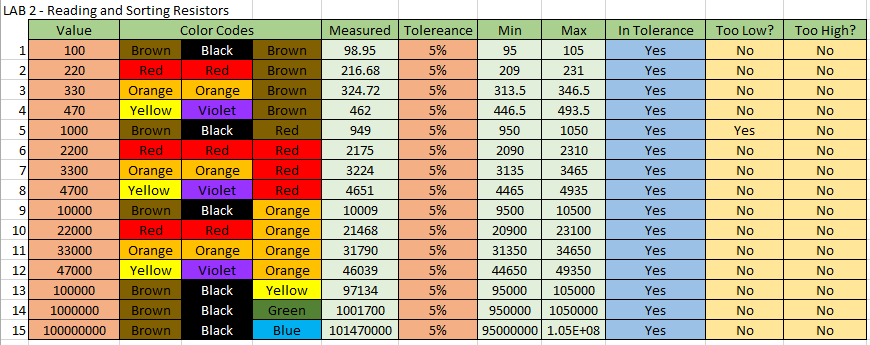 LAB 2 - Reading and Sorting Resistors
Value Color Codes Measured Tolereance Min Max In Tolerance Too Low? Too High?
1 100 Brown Black Brown 98.95 5% 95 105 Yes No No
2 220 Red Red Brown 216.68 5% 209 231 Yes No No
3 330 Orange Orange Brown 324.72 5% 313.5 346.5 Yes No No
4 470 Yellow Violet Brown 462 5% 446.5 493.5 Yes No No
5 1000 Brown Black Red 949 5% 950 1050 Yes Yes No
6 2200 Red Red Red 2175 5% 2090 2310 Yes No No
7 3300 Orange Orange Red 3224 5% 3135 3465 Yes No No
8 4700 Yellow Violet Red 4651 5% 4465 4935 Yes No No
9 10000 Brown Black Orange 10009 5% 9500 10500 Yes No No
10 22000 Red Red Orange 21468 5% 20900 23100 Yes No No
11 33000 Orange Orange Orange 31790 5% 31350 34650 Yes No No
12 47000 Yellow Violet Orange 46039 5% 44650 49350 Yes No No
13 100000 Brown Black Yellow 97134 5% 95000 105000 Yes No No
14 1000000 Brown Black Green 1001700 5% 950000 1050000 Yes No No
15 100000000 Brown Black Blue 101470000 5% 95000000 1.05E+08 Yes No No